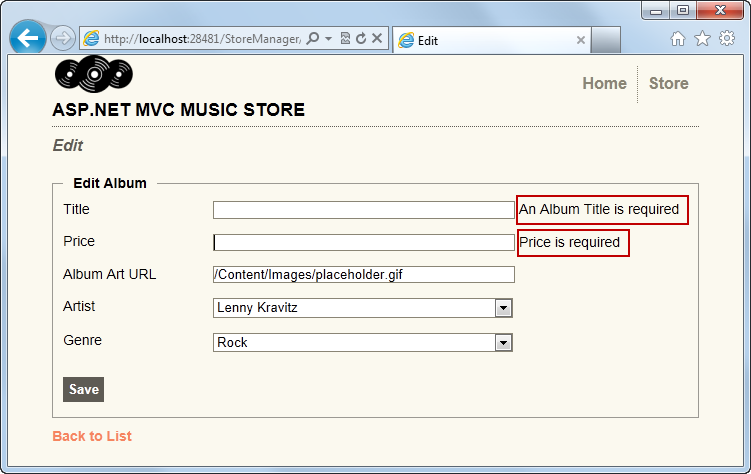 http://localhost:28481/StoreManager/
Edit
Home
Store
ASP.NET MVC MUSIC STORE
Edit
Edit Album
Title
An Album Title is required
Price
Price is required
Album Art URL
/Content/Images/placeholder.gif
Artist
Lenny Kravitz
Genre
Rock
Save
Back to List